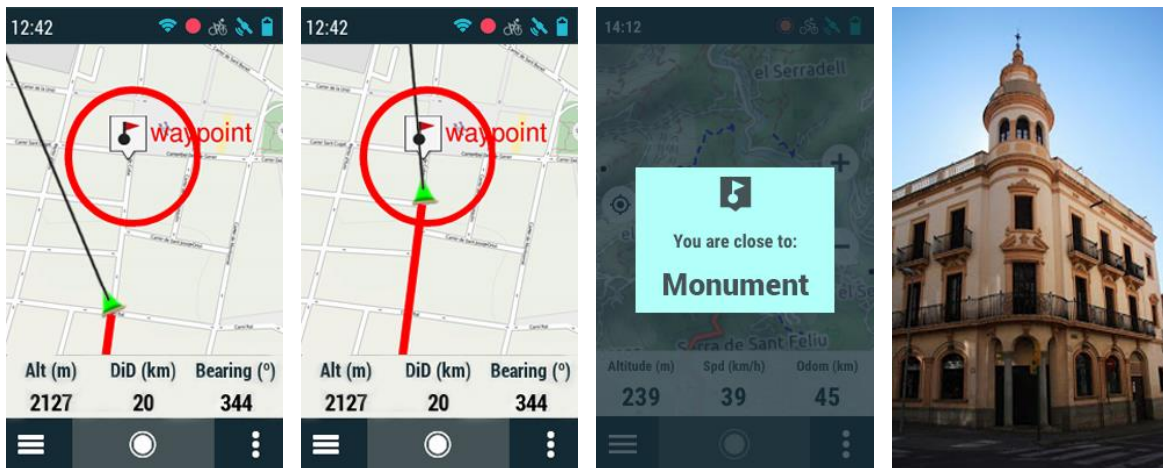 12:42
waypoint
Alt (m) DiD (km) Bearing (º)
2127 20 344
12:42
waypoint
Alt (m) DiD (km) Bearing (º)
2127 20 344
14:12
el Serradell
You are close to:
Monument
Serra de Sant Feliu
Altitude (m) Spd (km/h) Odom (km)
239 39 45